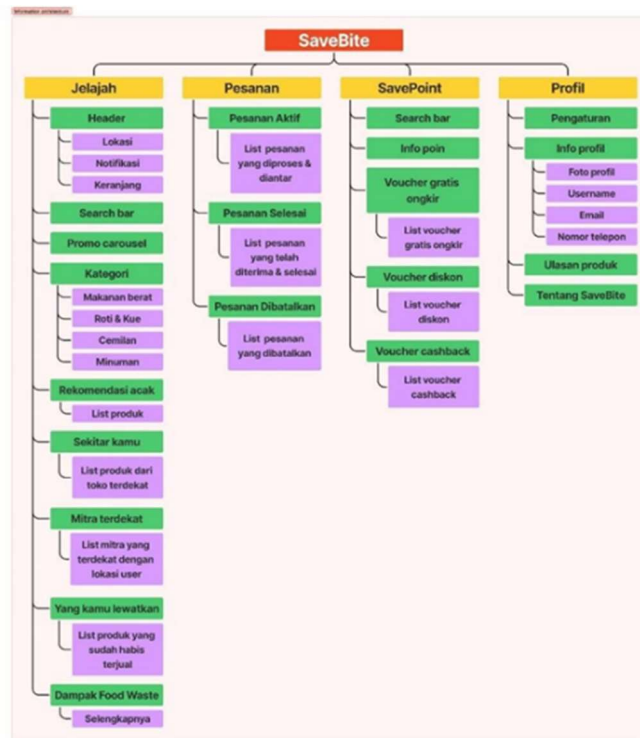 Information architecture
SaveBite
Jelajah
Header
Lokasi
Notifikasi
Keranjang
Search bar
Promo carousel
Kategori
Makanan berat
Roti & Kue
Cemilan
Minuman
Rekomendasi acak
List produk
Sekitar kamu
List produk dari
toko terdekat
Mitra terdekat
List mitra yang
terdekat dengan
lokasi user
Yang kamu lewatkan
List produk yang
sudah habis
terjual
Dampak Food Waste
Selengkapnya
Pesanan
Pesanan Aktif
List pesanan
yang diproses &
diantar
Pesanan Selesai
List pesanan
yang telah
diterima & selesai
Pesanan Dibatalkan
List pesanan
yang dibatalkan
SavePoint
Search bar
Info poin
Voucher gratis
ongkir
List voucher
gratis ongkir
Voucher diskon
List voucher
diskon
Voucher cashback
List voucher
cashback
Profil
Pengaturan
Info profil
Foto profil
Username
Email
Nomor telepon
Ulasan produk
Tentang SaveBite